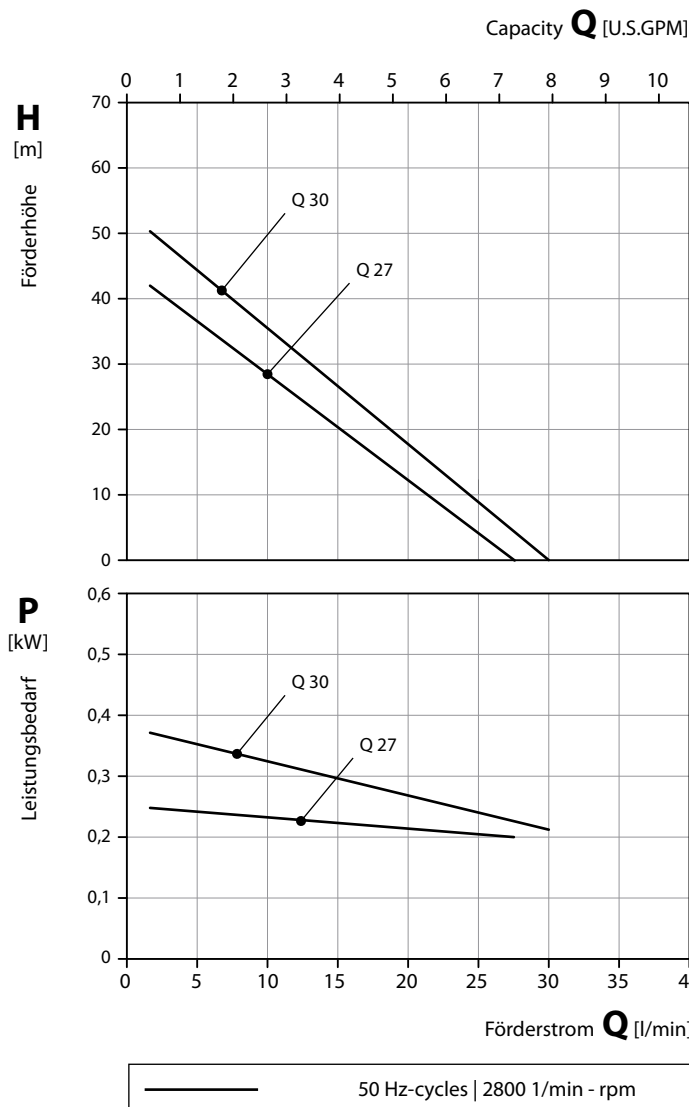 Capacity Q [U.S.GPM]
0 1 2 3 4 5 6 7 8 9 10
H
[m]
Förderhöhe
70
60
50
40
30
20
10
0
Q 30
Q 27
P
[kW]
Leistungsbedarf
0,6
0,5
0,4
0,3
0,2
0,1
0
Q 30
Q 27
0 5 10 15 20 25 30 35 4
Förderstrom Q [l/min]
50 Hz-cycles | 2800 1/min - rpm